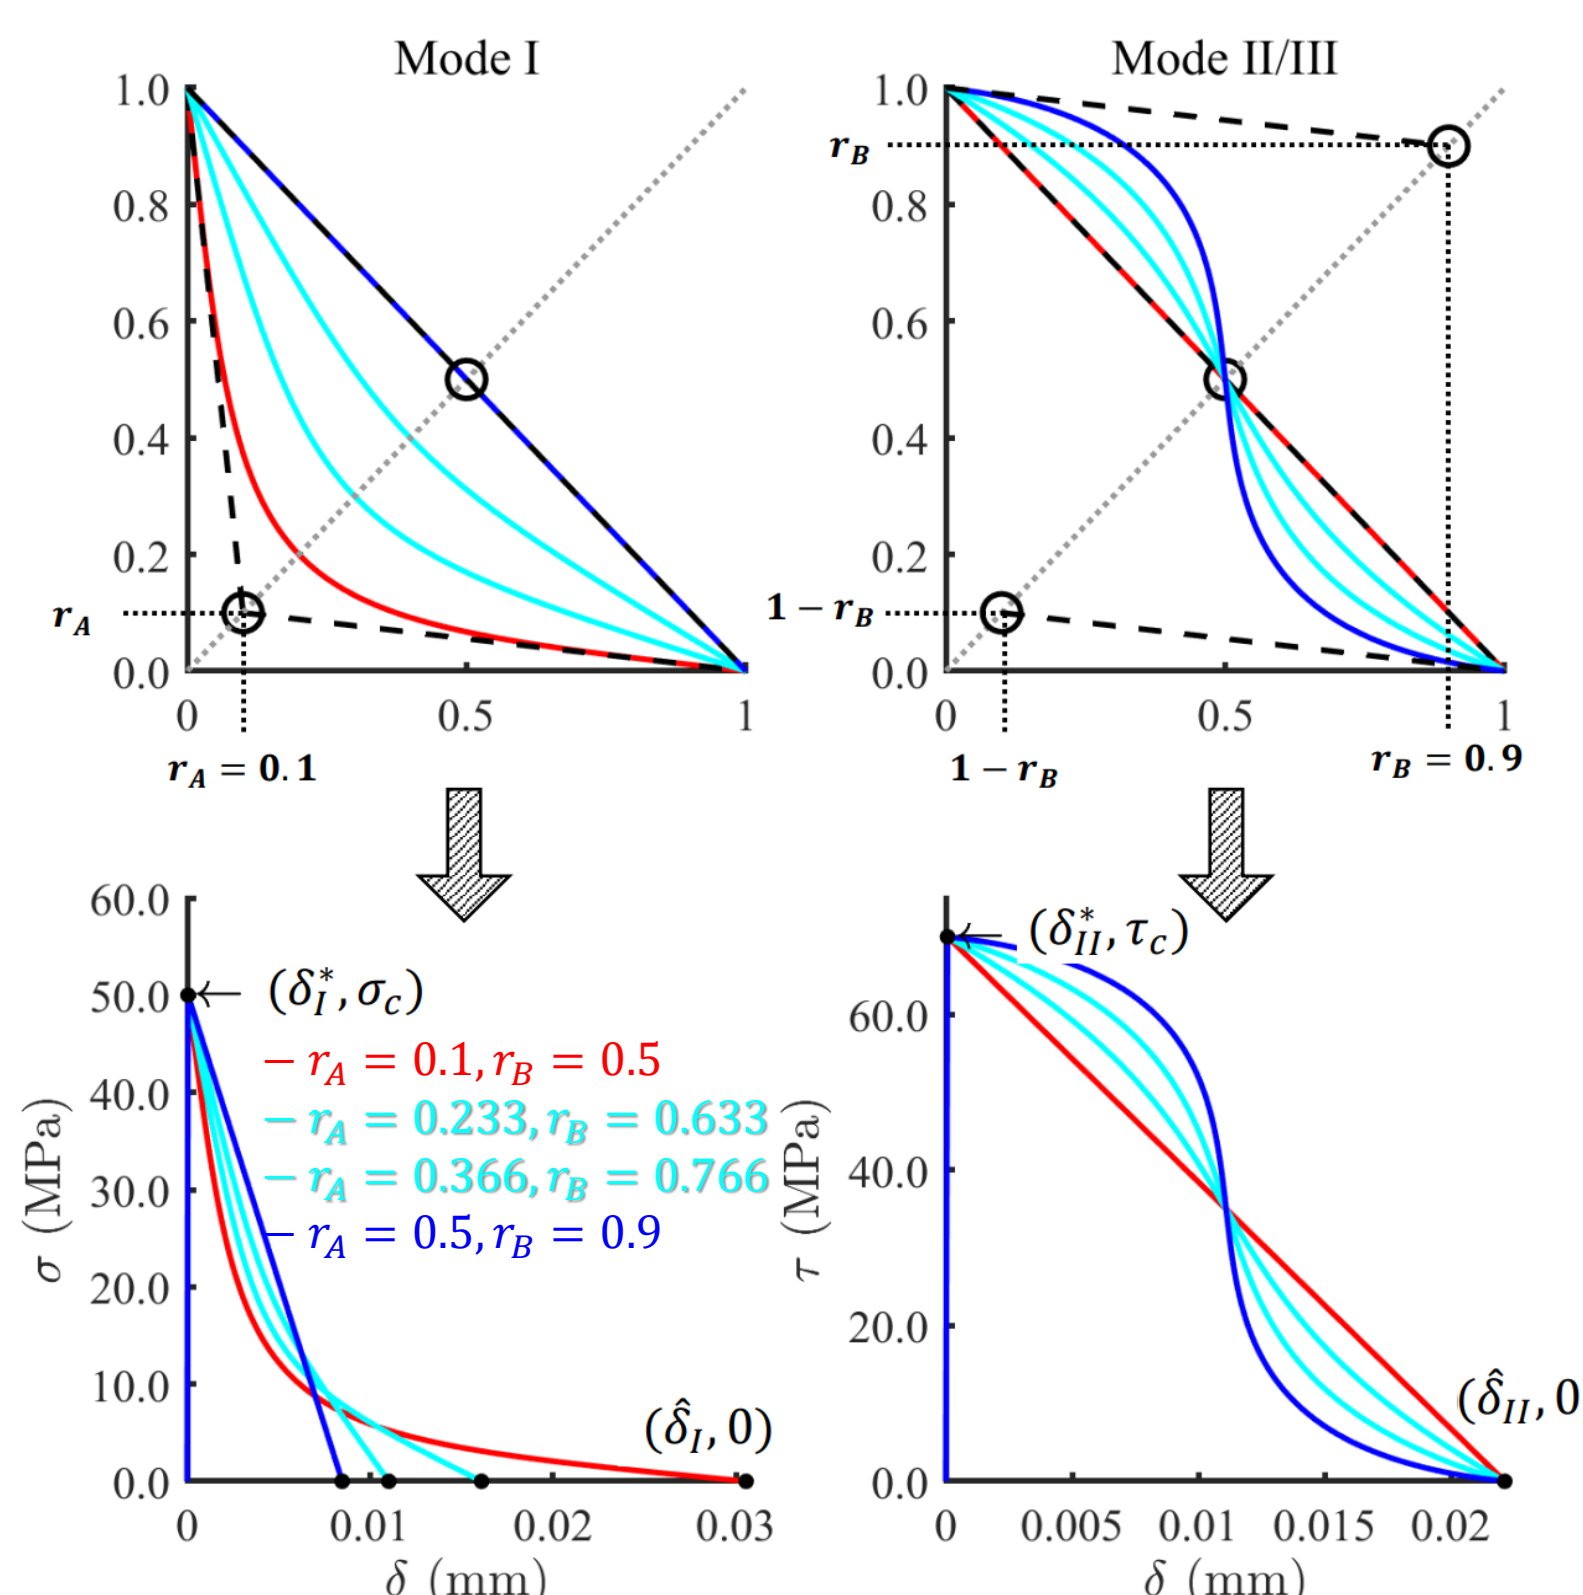 Mode I
1.0
0.8
0.6
0.4
r_A
0.2
0.0
0 0.5 1
r_A = 0.1
Mode II/III
1.0
r_B
0.8
0.6
0.4
0.2
1 − r_B
0.0
0 0.5 1
1 − r_B
r_B = 0.9
60.0
50.0
40.0
30.0
20.0
10.0
0.0
σ (MPa)
(δ_I^*, σ_c)
– r_A = 0.1, r_B = 0.5
– r_A = 0.233, r_B = 0.633
– r_A = 0.366, r_B = 0.766
– r_A = 0.5, r_B = 0.9
(δ̂_I, 0)
0 0.01 0.02 0.03
δ (mm)
(δ_II^*, τ_c)
60.0
40.0
20.0
0.0
τ (MPa)
(δ̂_II, 0
0 0.005 0.01 0.015 0.02
δ (mm)